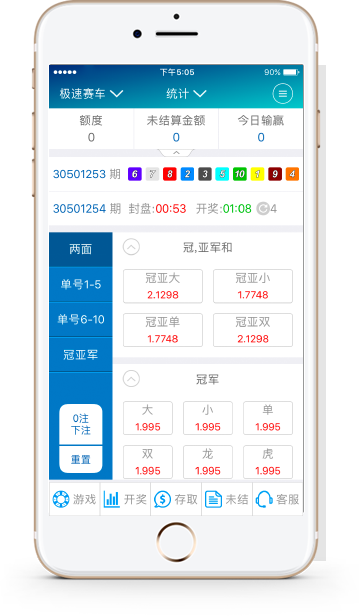 下午5:05 90%
极速赛车 统计
额度 未结算金额 今日输赢
0 0 0
30501253 期 6 7 8 2 3 5 10 1 9 4
30501254 期 封盘:00:53 开奖:01:08 4
两面 冠,亚军和
单号1-5 冠亚大 冠亚小
2.1298 1.7748
单号6-10 冠亚单 冠亚双
1.7748 2.1298
冠亚军 冠军
大 小 单
1.995 1.995 1.995
0注
下注
双 龙 虎
重置 1.995 1.995 1.995
游戏 开奖 存取 未结 客服